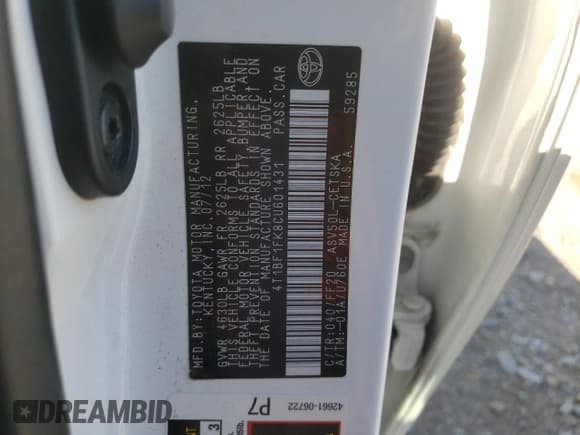 MFD.BY:TOYOTA MOTOR MANUFACTURING,
KENTUCKY, INC. 07/12
GVWR 4630LB GAWR FR 2625LB RR 2625LB
THIS VEHICLE CONFORMS TO ALL APPLICABLE
FEDERAL MOTOR VEHICLE SAFETY BUMPER AND
THEFT PREVENTION STANDARDS IN EFFECT ON
THE DATE OF MANUFACTURE SHOWN ABOVE.
4T1BF1FK8CU601431 PASS.CAR
C/TR:040/FF20 ASV50L-CETSKA
A/TM:-01A/U760E MADE IN U.S.A.
59285
42661-06722
P7
3
DREAMBID